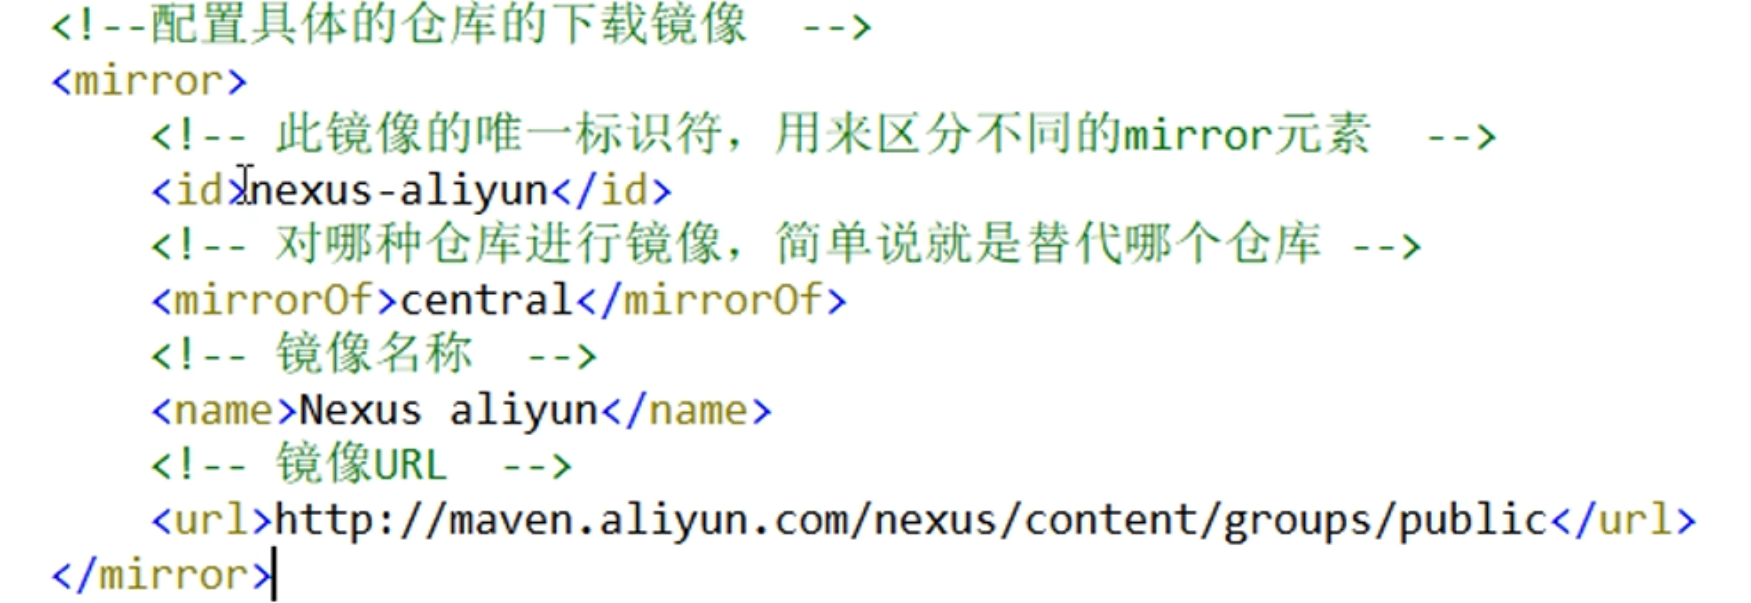 <!--配置具体的仓库的下载镜像  -->
<mirror>
    <!-- 此镜像的唯一标识符，用来区分不同的mirror元素  -->
    <id>nexus-aliyun</id>
    <!-- 对哪种仓库进行镜像，简单说就是替代哪个仓库 -->
    <mirrorOf>central</mirrorOf>
    <!-- 镜像名称  -->
    <name>Nexus aliyun</name>
    <!-- 镜像URL  -->
    <url>http://maven.aliyun.com/nexus/content/groups/public</url>
</mirror>